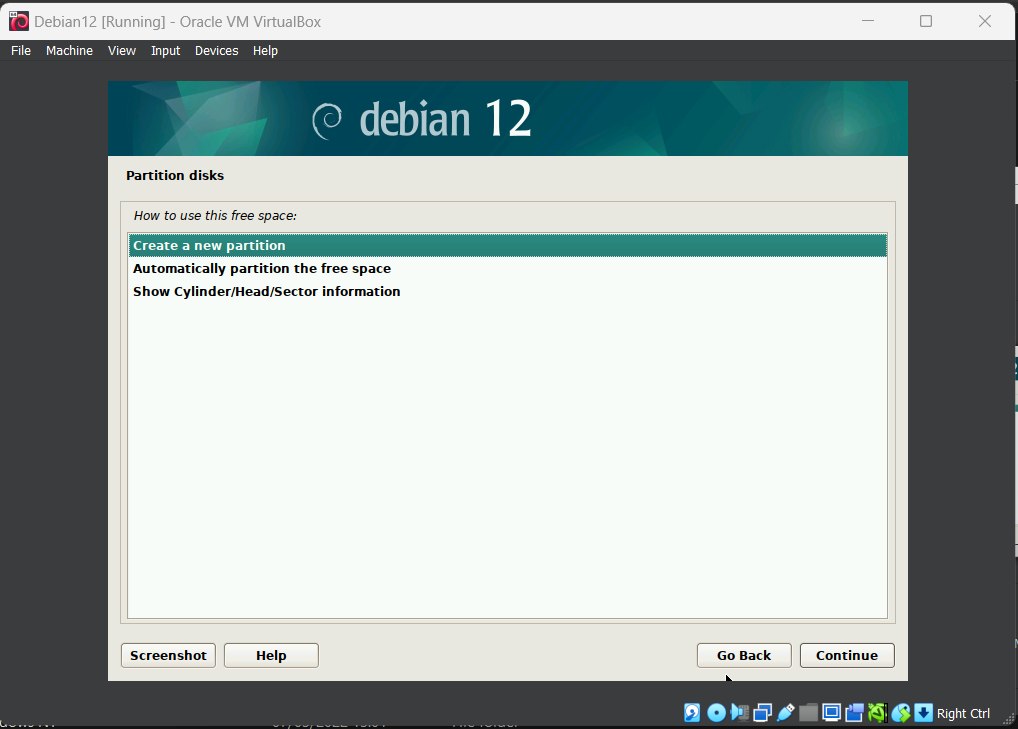 Debian12 [Running] - Oracle VM VirtualBox
File Machine View Input Devices Help
debian 12
Partition disks
How to use this free space:
Create a new partition
Automatically partition the free space
Show Cylinder/Head/Sector information
Screenshot Help Go Back Continue
Right Ctrl